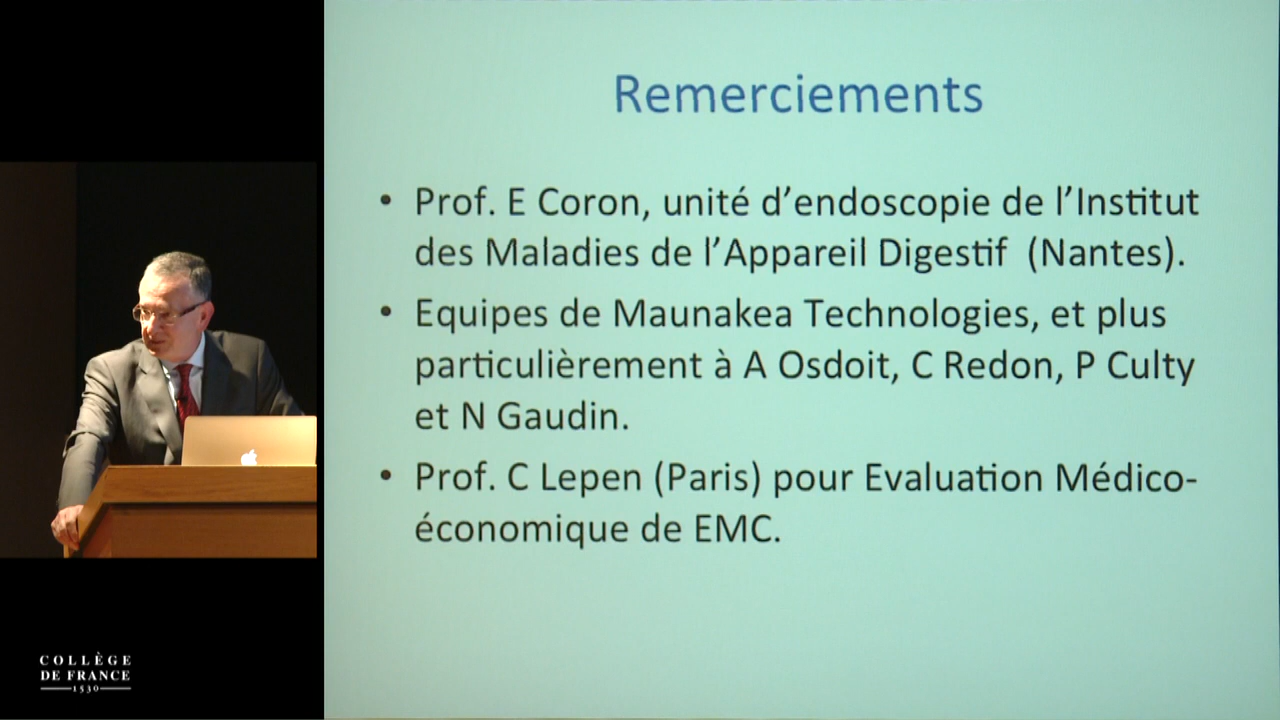 Remerciements
• Prof. E Coron, unité d’endoscopie de l’Institut
des Maladies de l’Appareil Digestif (Nantes).
• Equipes de Maunakea Technologies, et plus
particulièrement à A Osdoit, C Redon, P Culty
et N Gaudin.
• Prof. C Lepen (Paris) pour Evaluation Médico-
économique de EMC.
COLLÈGE
DE FRANCE
1530